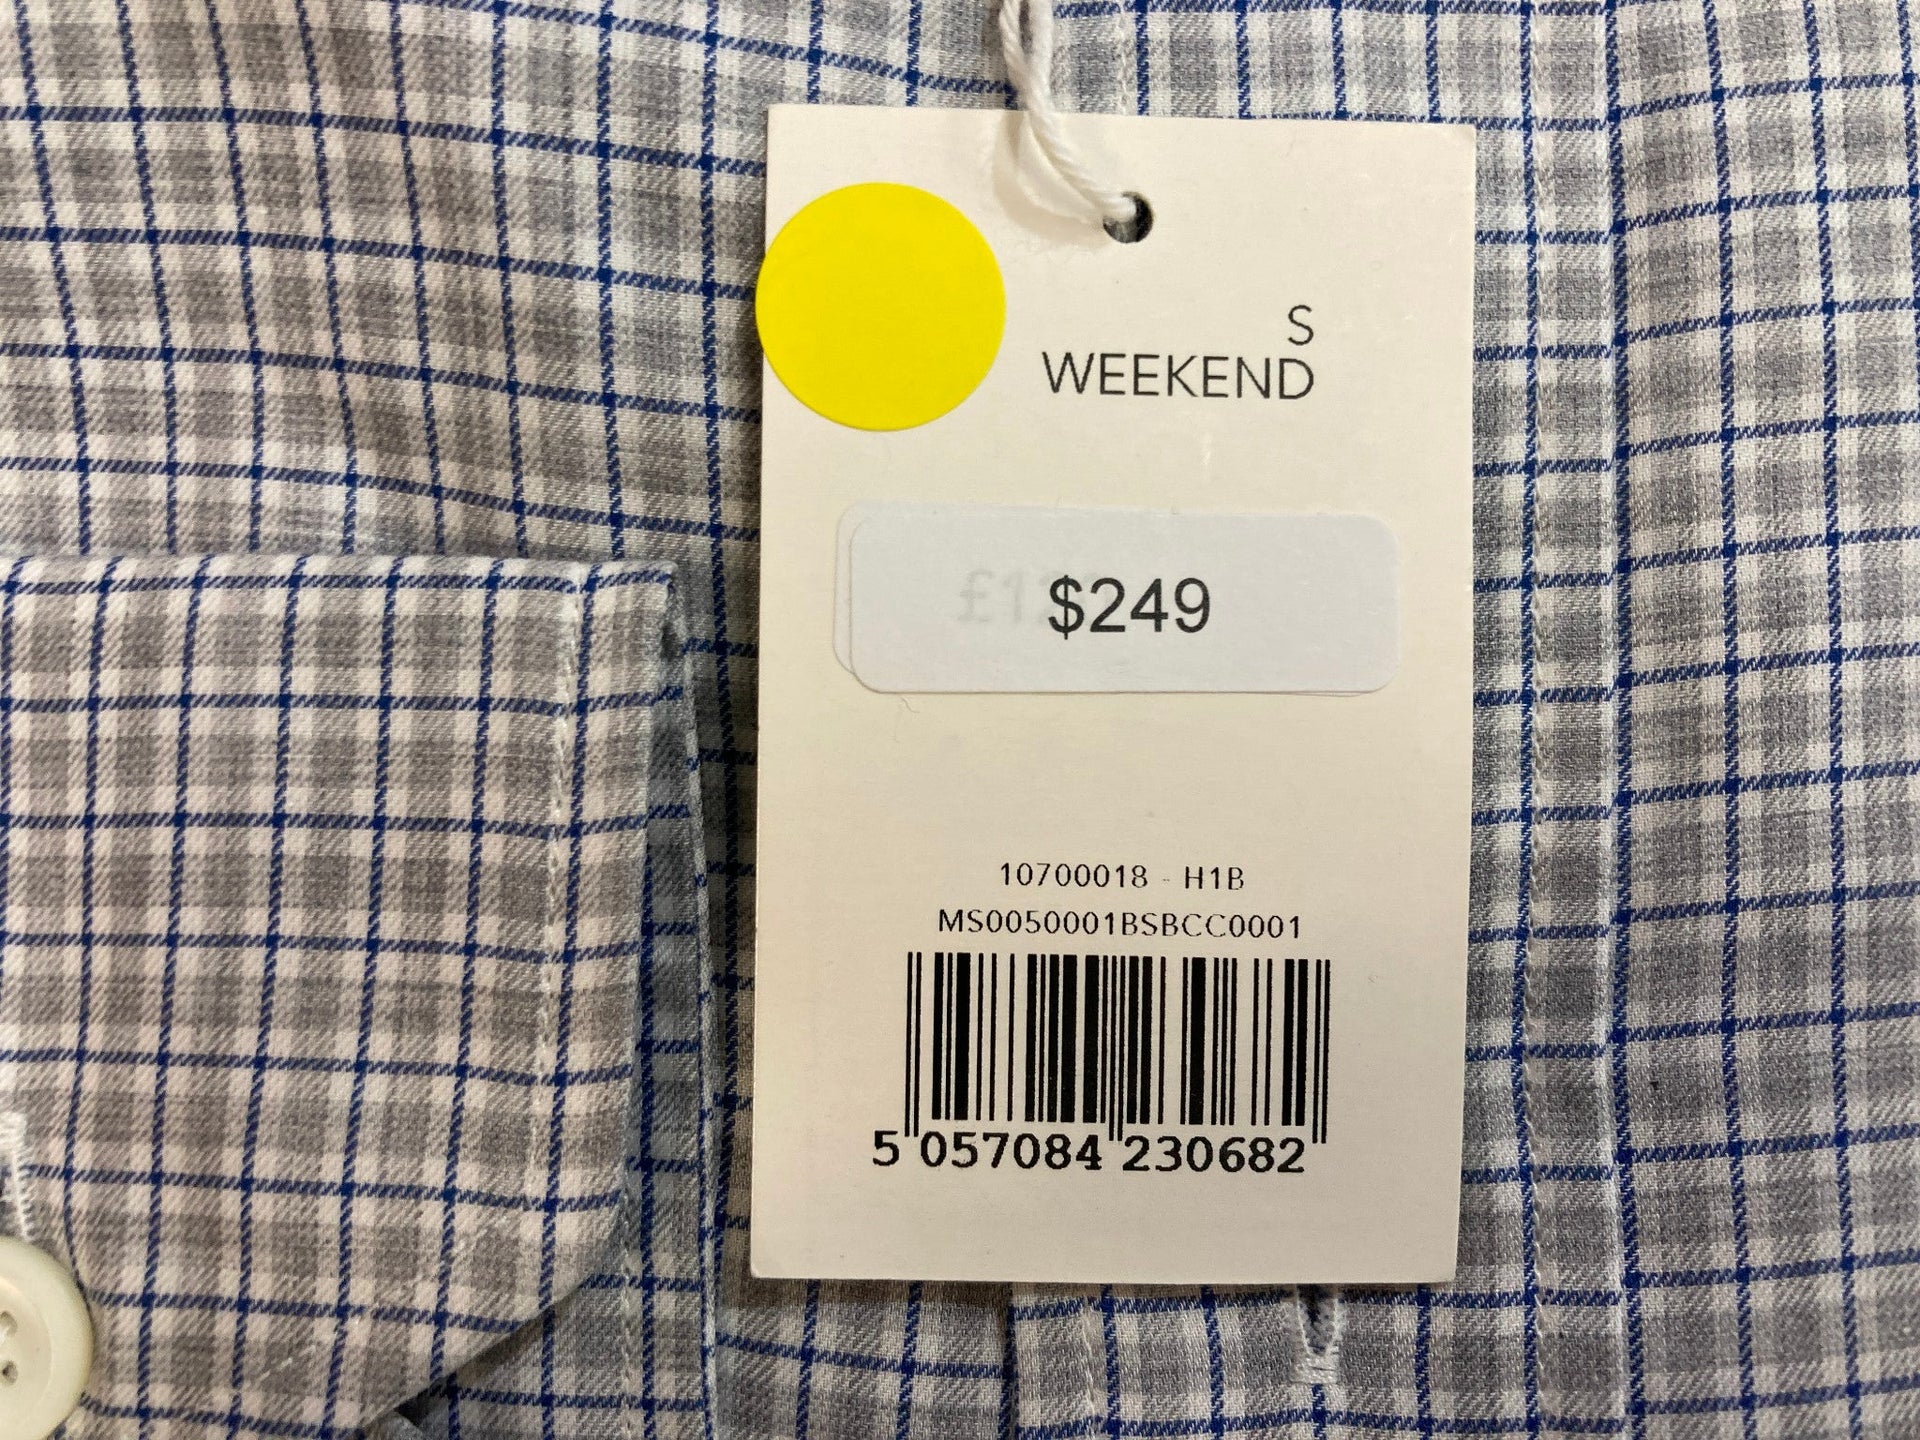 S
WEEKEND
$249
10700018 - H1B
MS0050001BSBCC0001
5 057084 230682